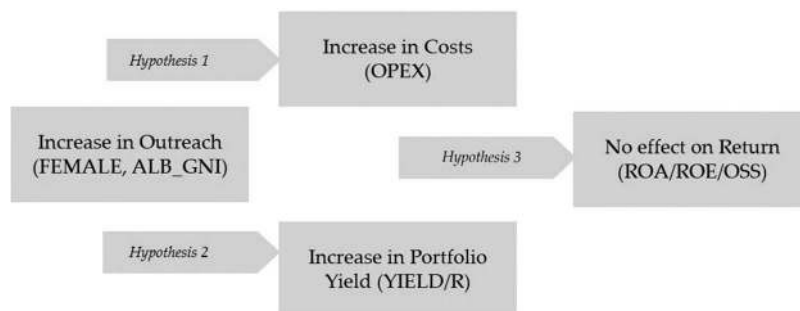 Hypothesis 1
Increase in Costs
(OPEX)
Increase in Outreach
(FEMALE, ALB_GNI)
Hypothesis 3
No effect on Return
(ROA/ROE/OSS)
Hypothesis 2
Increase in Portfolio
Yield (YIELD/R)